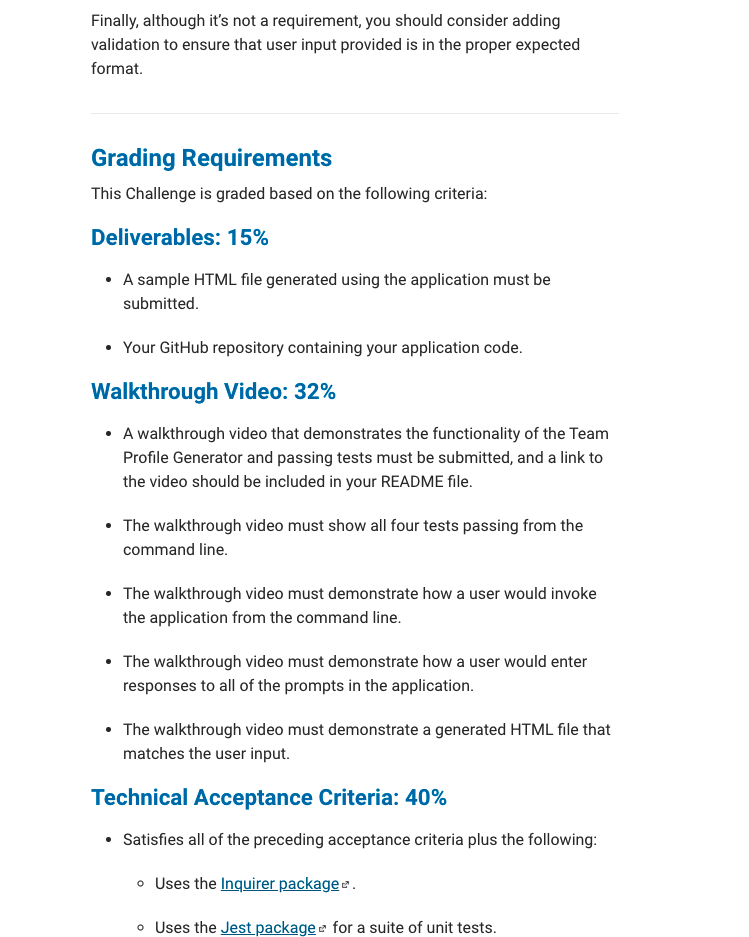 Finally, although it’s not a requirement, you should consider adding
validation to ensure that user input provided is in the proper expected
format.
Grading Requirements
This Challenge is graded based on the following criteria:
Deliverables: 15%
• A sample HTML file generated using the application must be
submitted.
• Your GitHub repository containing your application code.
Walkthrough Video: 32%
• A walkthrough video that demonstrates the functionality of the Team
Profile Generator and passing tests must be submitted, and a link to
the video should be included in your README file.
• The walkthrough video must show all four tests passing from the
command line.
• The walkthrough video must demonstrate how a user would invoke
the application from the command line.
• The walkthrough video must demonstrate how a user would enter
responses to all of the prompts in the application.
• The walkthrough video must demonstrate a generated HTML file that
matches the user input.
Technical Acceptance Criteria: 40%
• Satisfies all of the preceding acceptance criteria plus the following:
◦ Uses the Inquirer package .
◦ Uses the Jest package for a suite of unit tests.